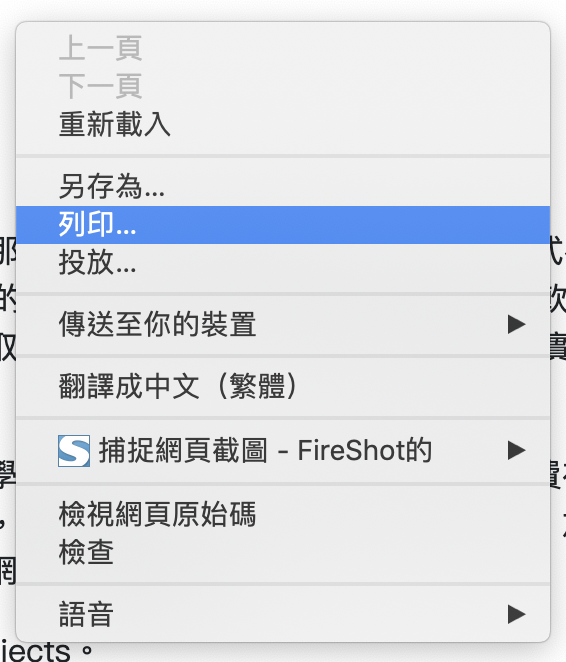 上一頁
下一頁
重新載入
另存為...
列印...
投放...
傳送至你的裝置
翻譯成中文（繁體）
捕捉網頁截圖 - FireShot的
檢視網頁原始碼
檢查
語音
jects。